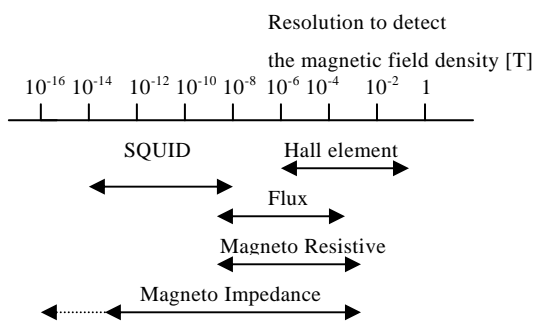 Resolution to detect
the magnetic field density [T]
10⁻¹⁶ 10⁻¹⁴ 10⁻¹² 10⁻¹⁰ 10⁻⁸ 10⁻⁶ 10⁻⁴ 10⁻² 1
SQUID Hall element
Flux
Magneto Resistive
Magneto Impedance